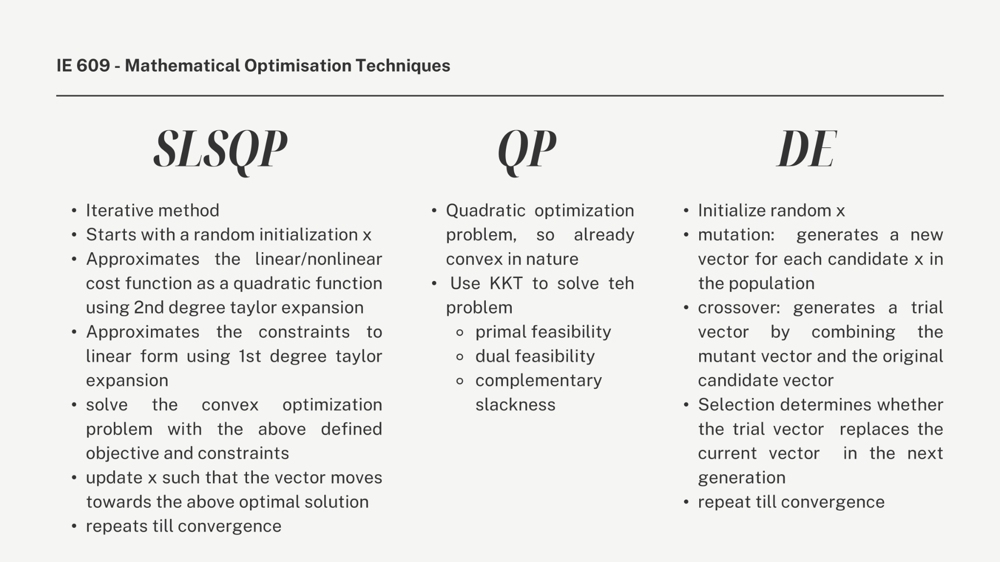 IE 609 - Mathematical Optimisation Techniques
SLSQP
• Iterative method
• Starts with a random initialization x
• Approximates the linear/nonlinear
cost function as a quadratic function
using 2nd degree taylor expansion
• Approximates the constraints to
linear form using 1st degree taylor
expansion
• solve the convex optimization
problem with the above defined
objective and constraints
• update x such that the vector moves
towards the above optimal solution
• repeats till convergence
QP
• Quadratic optimization
problem, so already
convex in nature
• Use KKT to solve teh
problem
◦ primal feasibility
◦ dual feasibility
◦ complementary
slackness
DE
• Initialize random x
• mutation: generates a new
vector for each candidate x in
the population
• crossover: generates a trial
vector by combining the
mutant vector and the original
candidate vector
• Selection determines whether
the trial vector replaces the
current vector in the next
generation
• repeat till convergence